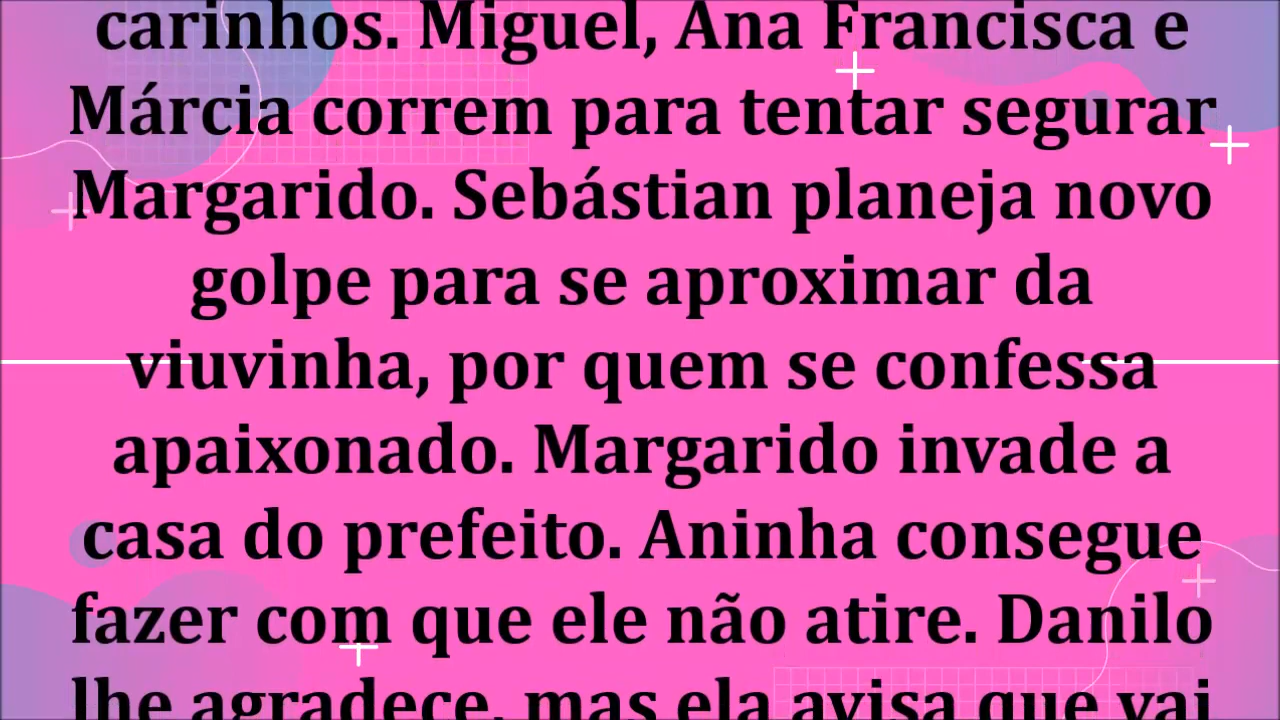 carinhos. Miguel, Ana Francisca e
Márcia correm para tentar segurar
Margarido. Sebástian planeja novo
golpe para se aproximar da
viuvinha, por quem se confessa
apaixonado. Margarido invade a
casa do prefeito. Aninha consegue
fazer com que ele não atire. Danilo
lhe agradece, mas ela avisa que vai